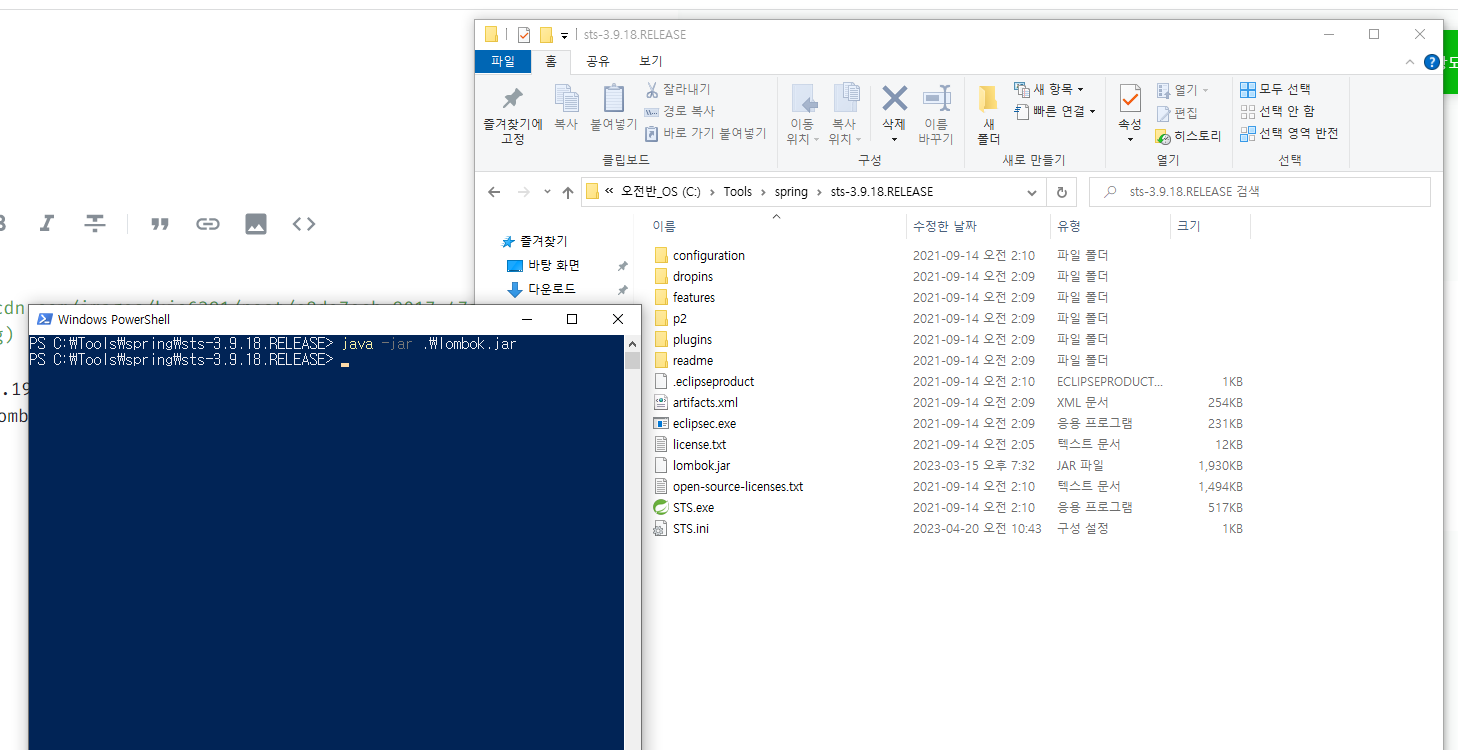 sts-3.9.18.RELEASE
파일 홈 공유 보기
즐겨찾기에 고정
복사
붙여넣기
잘라내기
경로 복사
바로 가기 붙여넣기
클립보드
이동 위치
복사 위치
삭제
이름 바꾸기
구성
새 폴더
새 항목
빠른 연결
새로 만들기
속성
열기
편집
히스토리
열기
모두 선택
선택 안 함
선택 영역 반전
선택
« 오전반_OS (C:) > Tools > spring > sts-3.9.18.RELEASE
sts-3.9.18.RELEASE 검색
즐겨찾기
바탕 화면
다운로드
이름 수정한 날짜 유형 크기
configuration 2021-09-14 오전 2:10 파일 폴더
dropins 2021-09-14 오전 2:09 파일 폴더
features 2021-09-14 오전 2:09 파일 폴더
p2 2021-09-14 오전 2:09 파일 폴더
plugins 2021-09-14 오전 2:09 파일 폴더
readme 2021-09-14 오전 2:09 파일 폴더
.eclipseproduct 2021-09-14 오전 2:10 ECLIPSEPRODUCT... 1KB
artifacts.xml 2021-09-14 오전 2:09 XML 문서 254KB
eclipsec.exe 2021-09-14 오전 2:09 응용 프로그램 231KB
license.txt 2021-09-14 오전 2:05 텍스트 문서 12KB
lombok.jar 2023-03-15 오후 7:32 JAR 파일 1,930KB
open-source-licenses.txt 2021-09-14 오전 2:10 텍스트 문서 1,494KB
STS.exe 2021-09-14 오전 2:10 응용 프로그램 517KB
STS.ini 2023-04-20 오전 10:43 구성 설정 1KB
Windows PowerShell
PS C:₩Tools₩spring₩sts-3.9.18.RELEASE> java -jar .₩lombok.jar
PS C:₩Tools₩spring₩sts-3.9.18.RELEASE>
g)
.19
omb